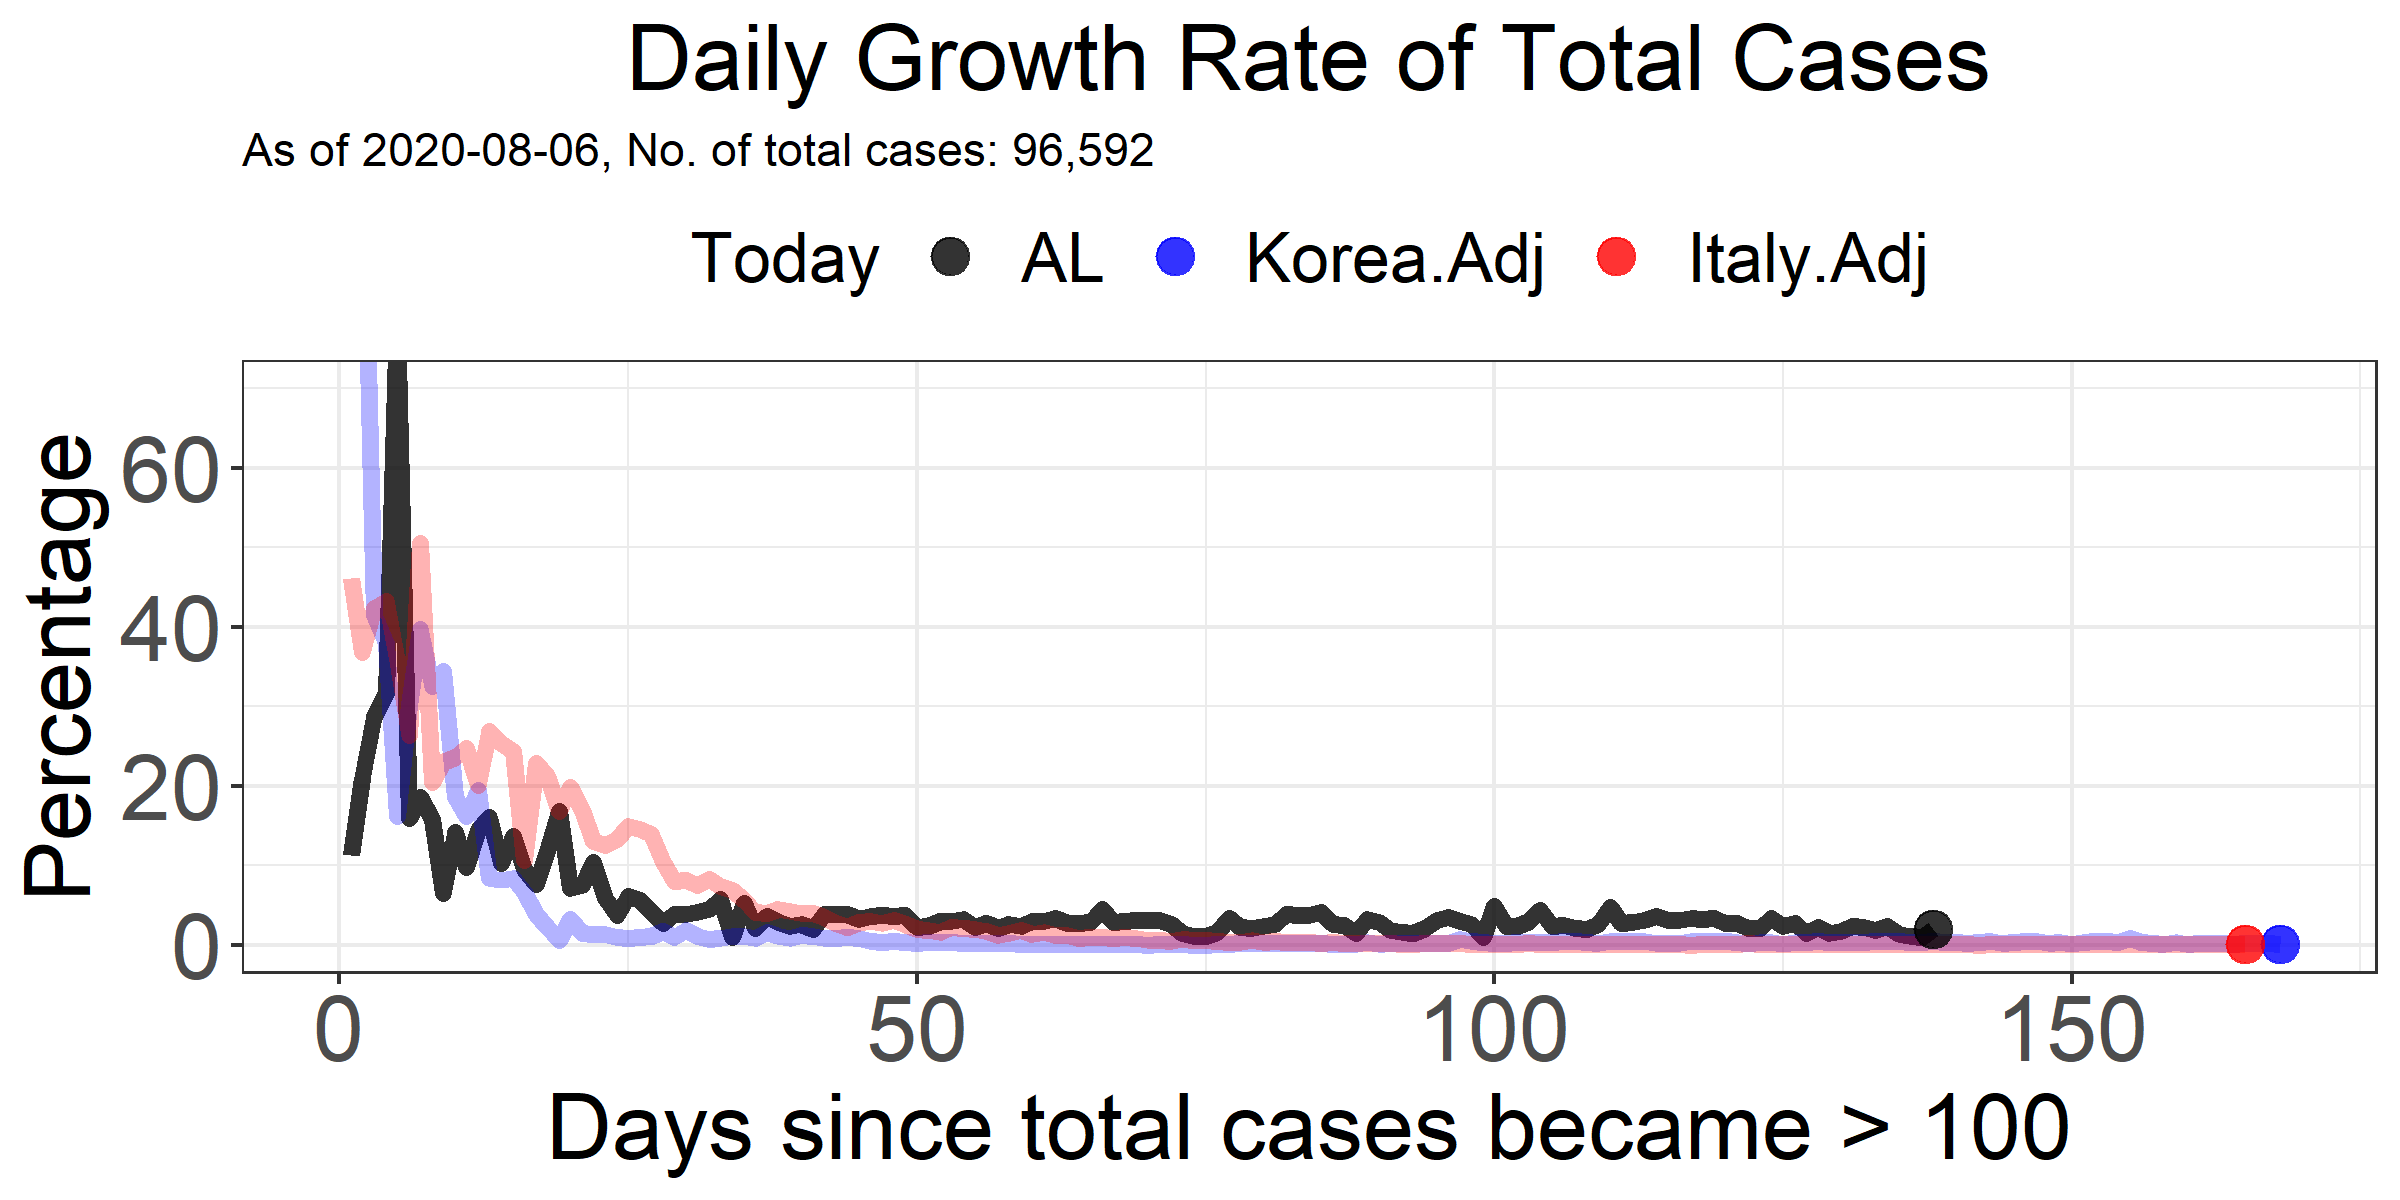 Daily Growth Rate of Total Cases
As of 2020-08-06, No. of total cases: 96,592
Today AL Korea.Adj Italy.Adj
Percentage
60
40
20
0
0 50 100 150
Days since total cases became > 100